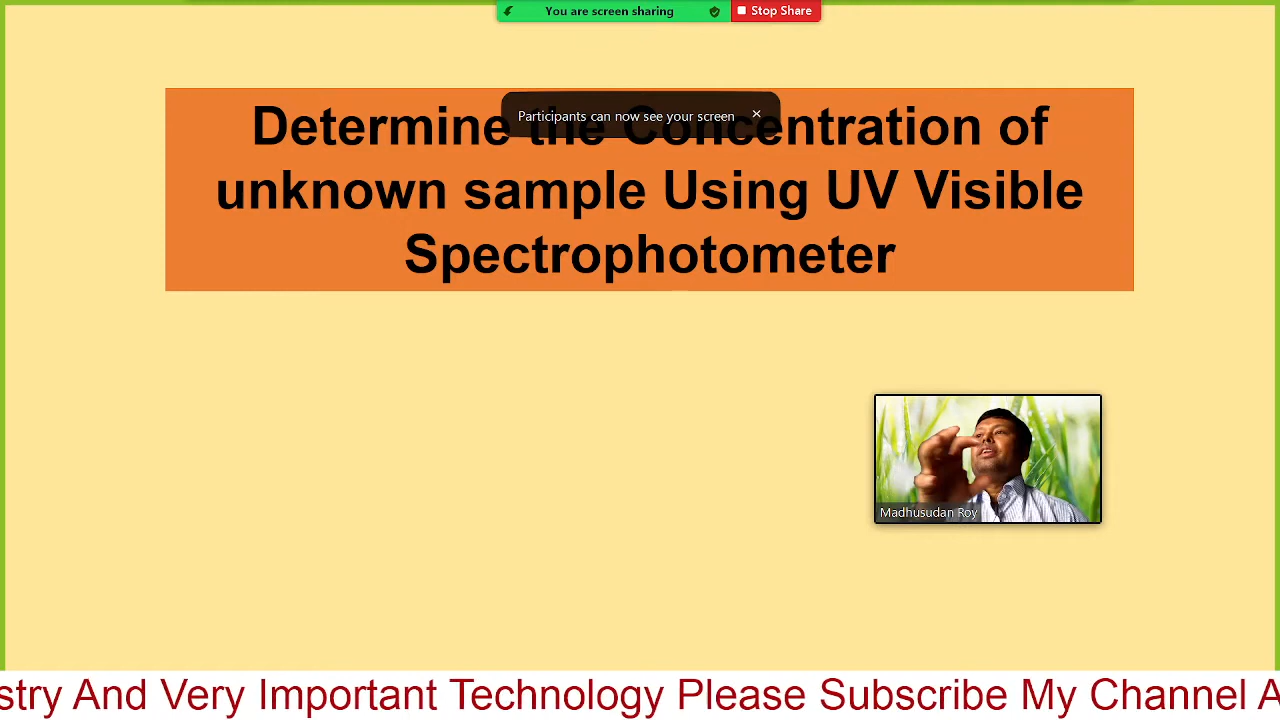 You are screen sharing
Stop Share
Participants can now see your screen
Determine the Concentration of
unknown sample Using UV Visible
Spectrophotometer
Madhusudan Roy
stry And Very Important Technology Please Subscribe My Channel A